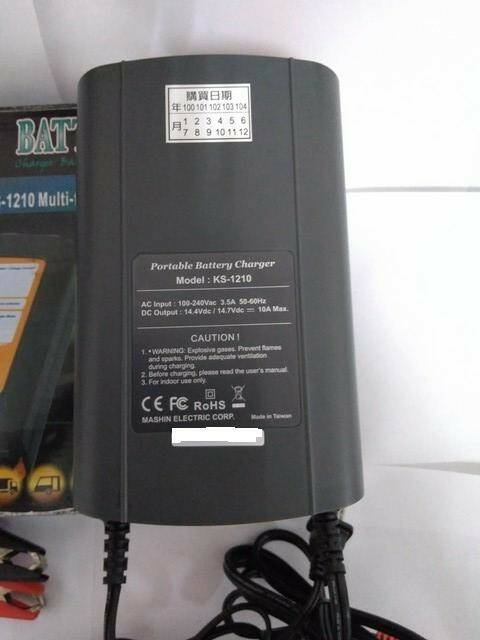 購買日期
年 100 101 102 103 104
月 1 2 3 4 5 6
7 8 9 10 11 12
BAT
Charger Ba
-1210 Multi-
Portable Battery Charger
Model : KS-1210
AC Input : 100-240Vac 3.5A 50-60Hz
DC Output : 14.4Vdc / 14.7Vdc ⎓ 10A Max.
CAUTION !
1. • WARNING: Explosive gases. Prevent flames
and sparks. Provide adequate ventilation
during charging.
2. Before charging, please read the user's manual.
3. For indoor use only.
CE FC RoHS
MASHIN ELECTRIC CORP. Made in Taiwan